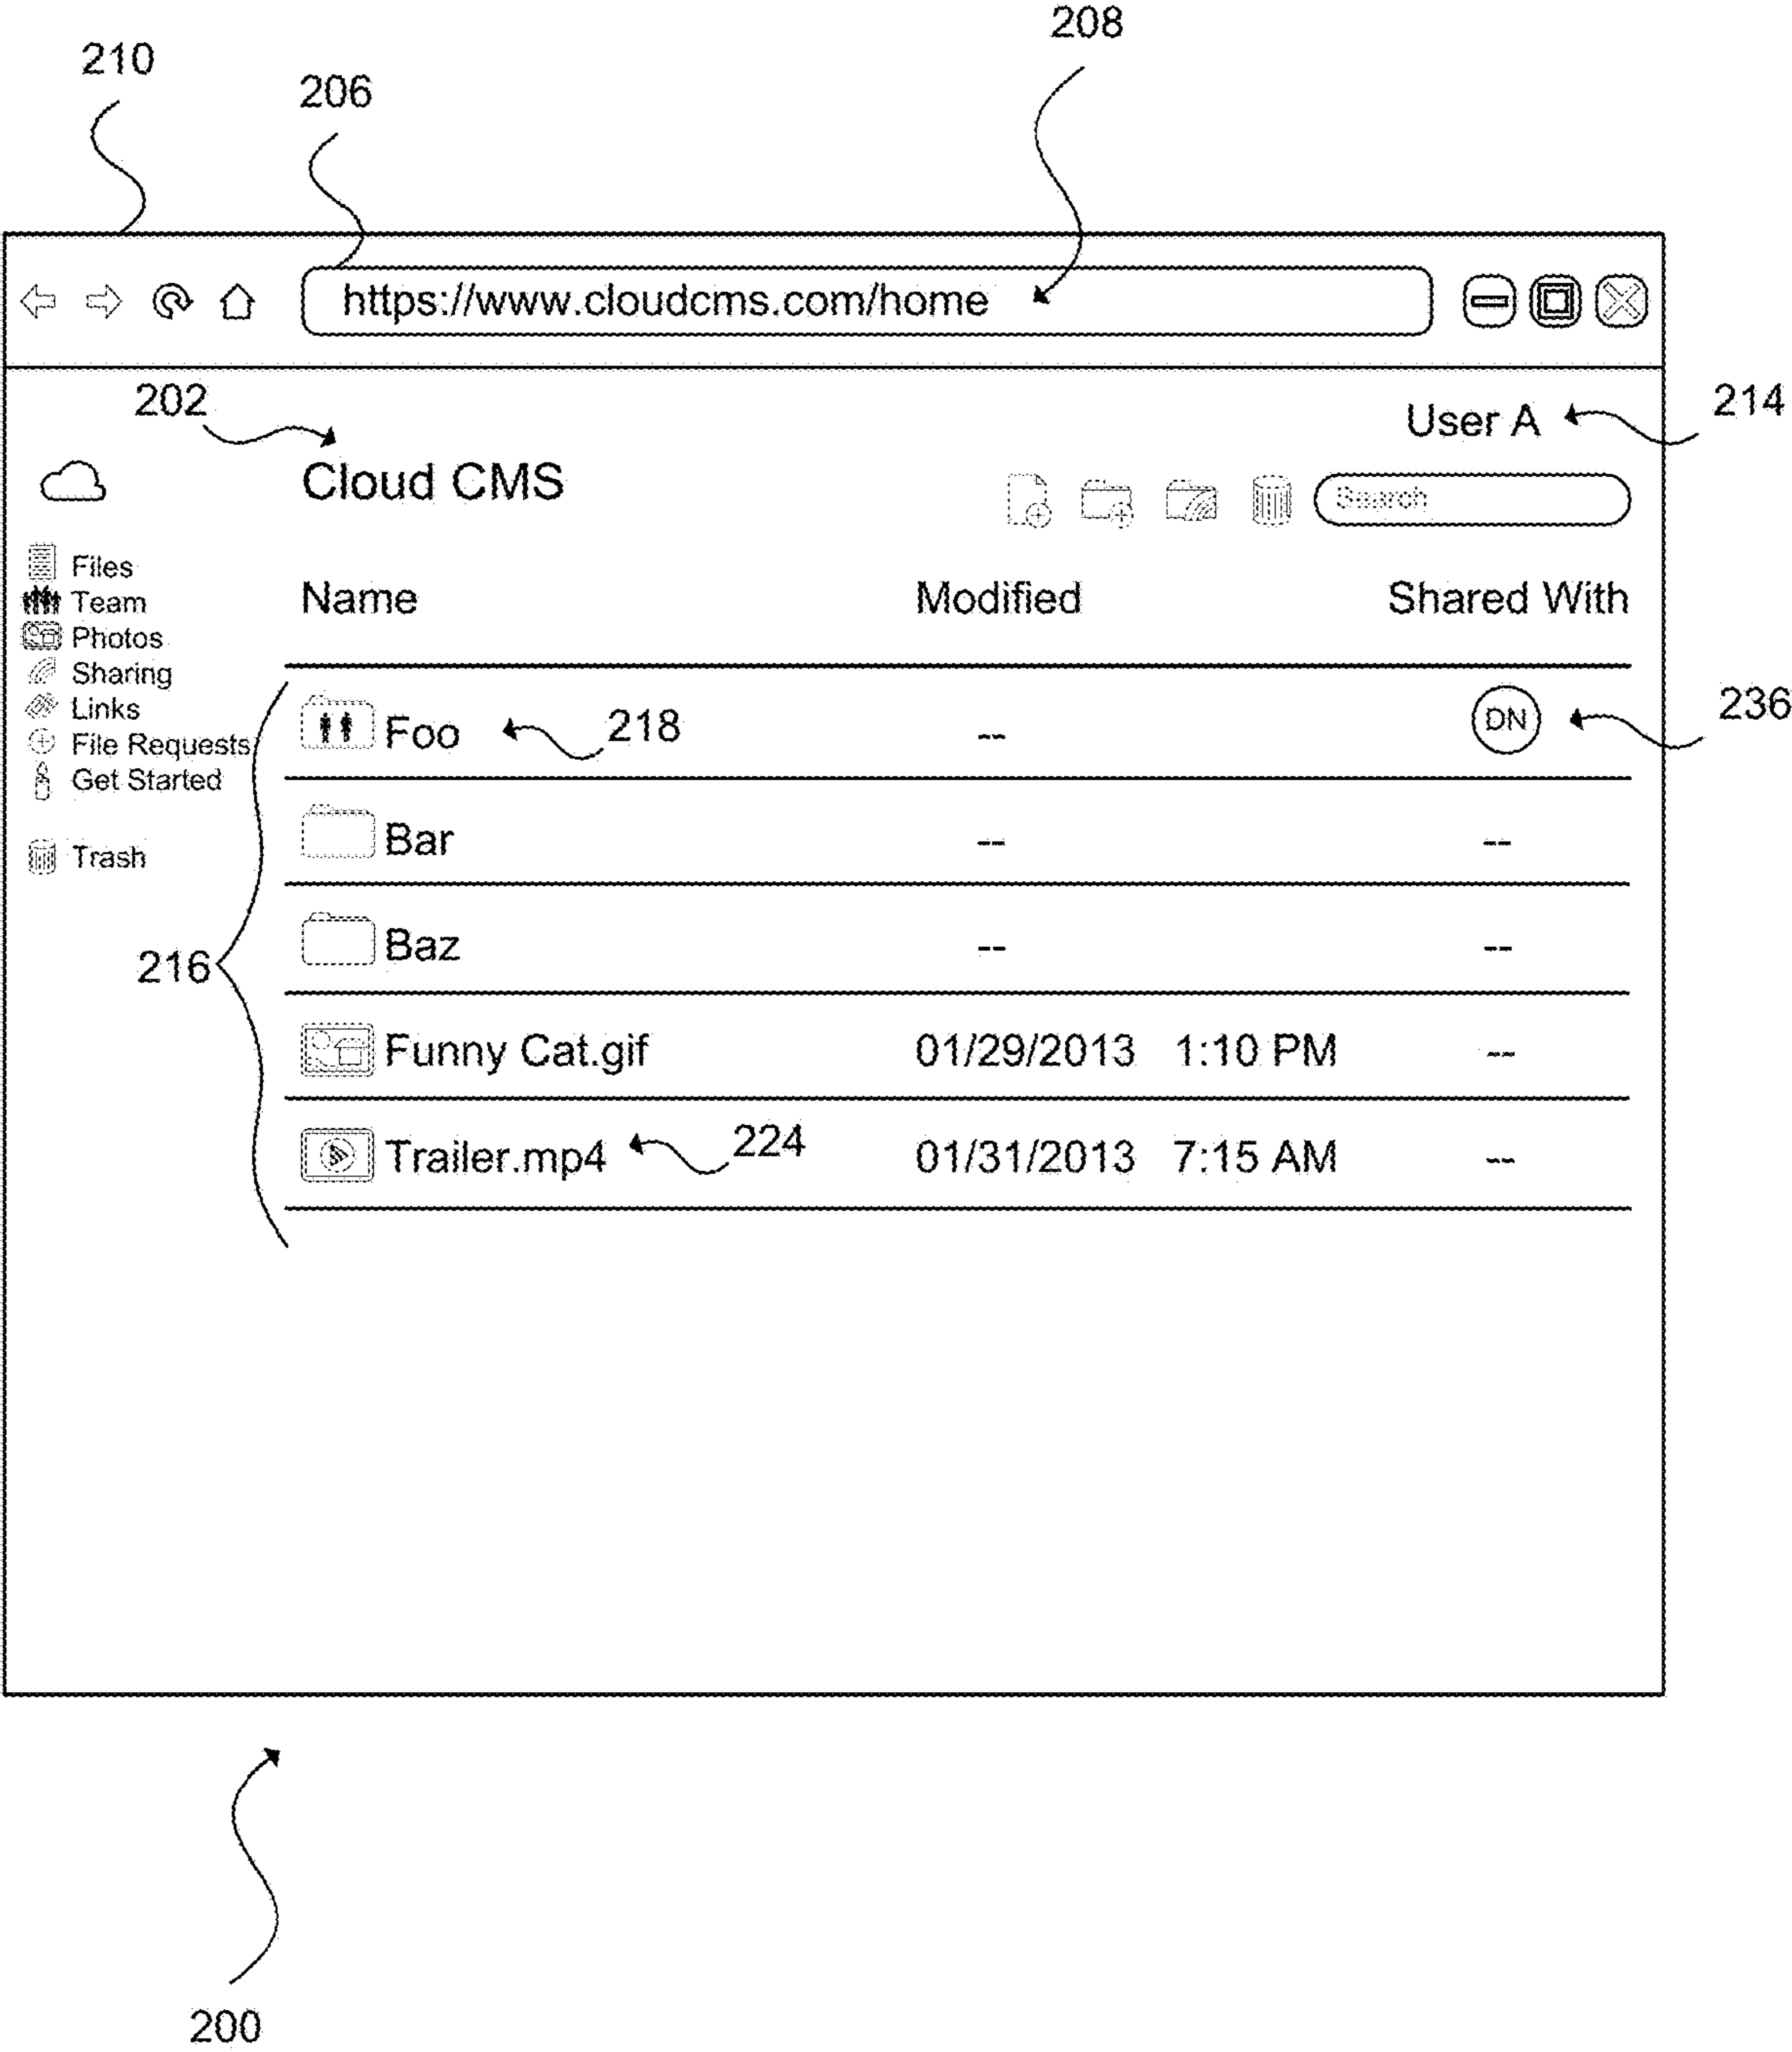 208
210
206
https://www.cloudcms.com/home
202
User A
214
Cloud CMS
Search
Files
Team
Photos
Sharing
Links
File Requests
Get Started
Trash
Name Modified Shared With
Foo 218 -- DN 236
Bar -- --
Baz -- --
216
Funny Cat.gif 01/29/2013 1:10 PM --
Trailer.mp4 224 01/31/2013 7:15 AM --
200